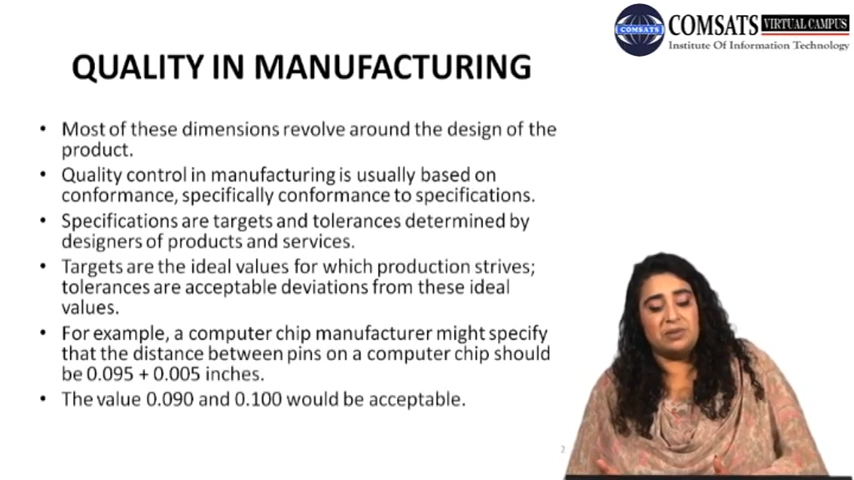 COMSATS VIRTUAL CAMPUS
COMSATS
Institute Of Information Technology
QUALITY IN MANUFACTURING
• Most of these dimensions revolve around the design of the
product.
• Quality control in manufacturing is usually based on
conformance, specifically conformance to specifications.
• Specifications are targets and tolerances determined by
designers of products and services.
• Targets are the ideal values for which production strives;
tolerances are acceptable deviations from these ideal
values.
• For example, a computer chip manufacturer might specify
that the distance between pins on a computer chip should
be 0.095 + 0.005 inches.
• The value 0.090 and 0.100 would be acceptable.
2